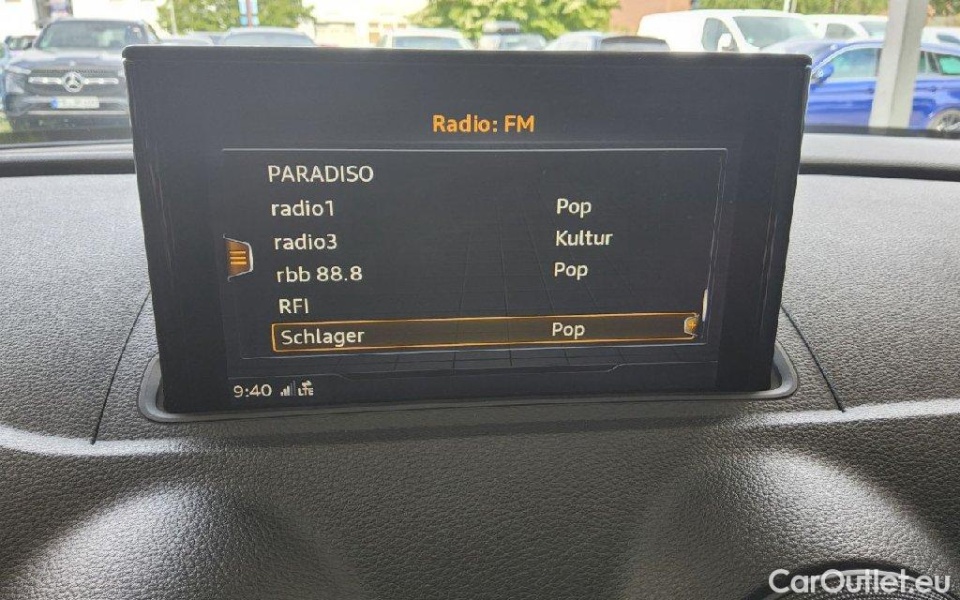 Radio: FM
PARADISO
radio1 Pop
radio3 Kultur
rbb 88.8 Pop
RFI
Schlager Pop
9:40 LTE
CarOutlet.eu